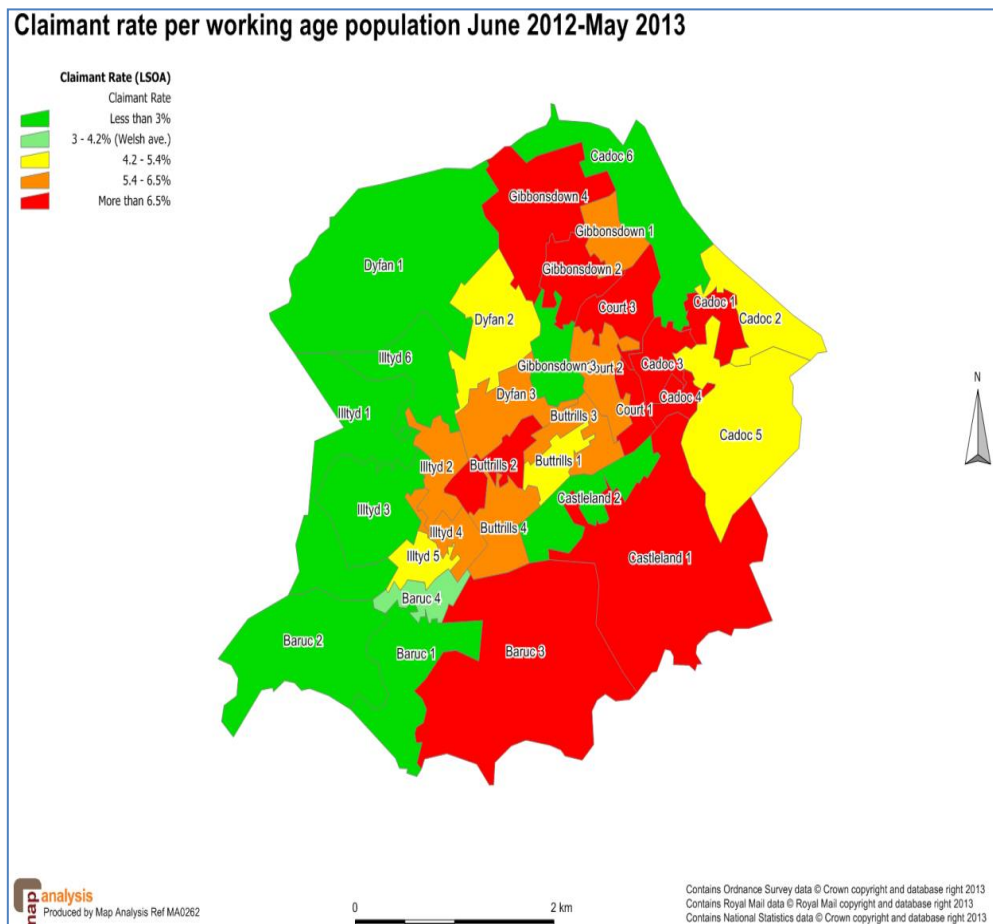 Claimant rate per working age population June 2012-May 2013
Claimant Rate (LSOA)
Claimant Rate
Less than 3%
3 - 4.2% (Welsh ave.)
4.2 - 5.4%
5.4 - 6.5%
More than 6.5%
Cadoc 6
Gibbonsdown 4
Gibbonsdown 1
Dyfan 1
Gibbonsdown 2
Cadoc 1
Court 3
Dyfan 2
Cadoc 2
Illtyd 6
Gibbonsdown 3
Court 2
Cadoc 3
Dyfan 3
Cadoc 4
N
Illtyd 1
Buttrills 3
Court 1
Cadoc 5
Illtyd 2
Buttrills 2
Buttrills 1
Illtyd 3
Castleland 2
Illtyd 4
Buttrills 4
Illtyd 5
Castleland 1
Baruc 4
Baruc 2
Baruc 1
Baruc 3
map analysis
Produced by Map Analysis Ref MA0262
0 2 km
Contains Ordnance Survey data © Crown copyright and database right 2013
Contains Royal Mail data © Royal Mail copyright and database right 2013
Contains National Statistics data © Crown copyright and database right 2013